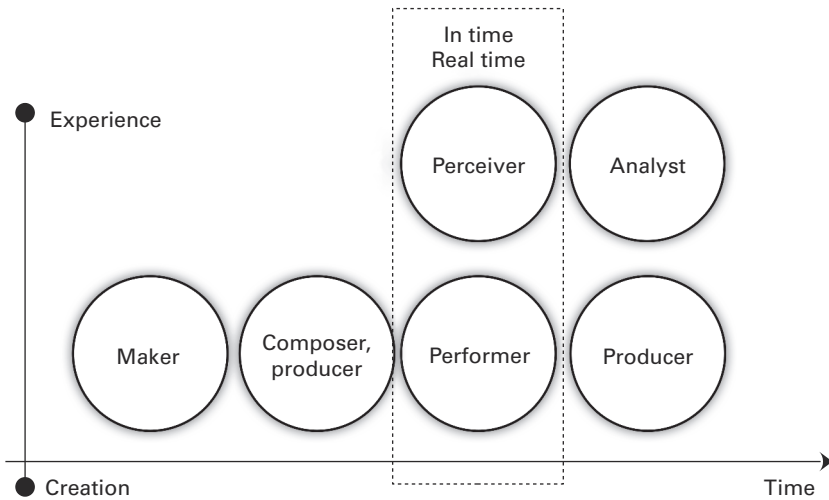 In time
Real time
Experience
Perceiver
Analyst
Maker
Composer,
producer
Performer
Producer
Creation
Time